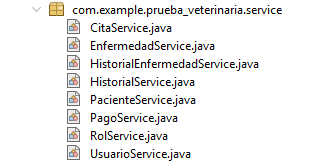 com.example.prueba_veterinaria.service
CitaService.java
EnfermedadService.java
HistorialEnfermedadService.java
HistorialService.java
PacienteService.java
PagoService.java
RolService.java
UsuarioService.java